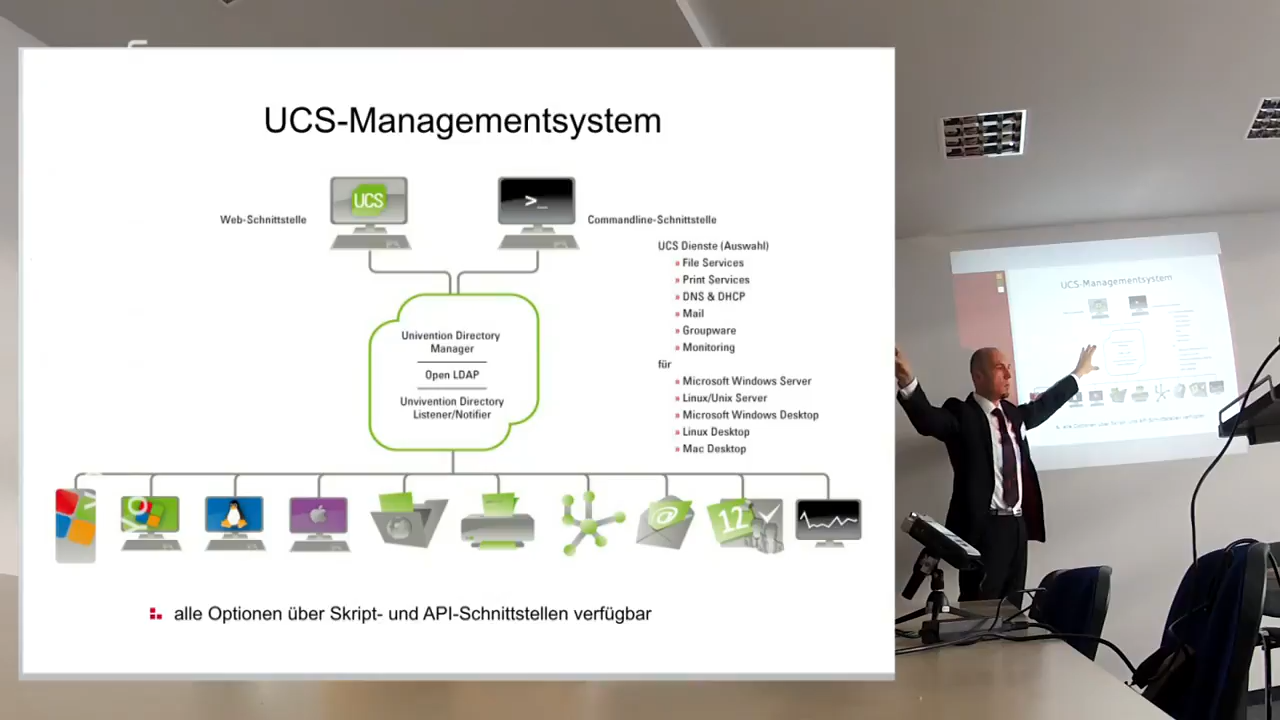 UCS-Managementsystem
UCS
>_
Web-Schnittstelle
Commandline-Schnittstelle
UCS Dienste (Auswahl)
» File Services
» Print Services
» DNS & DHCP
» Mail
» Groupware
» Monitoring
für
» Microsoft Windows Server
» Linux/Unix Server
» Microsoft Windows Desktop
» Linux Desktop
» Mac Desktop
Univention Directory
Manager
Open LDAP
Unvivention Directory
Listener/Notifier
@
12
alle Optionen über Skript- und API-Schnittstellen verfügbar
UCS-Managementsystem